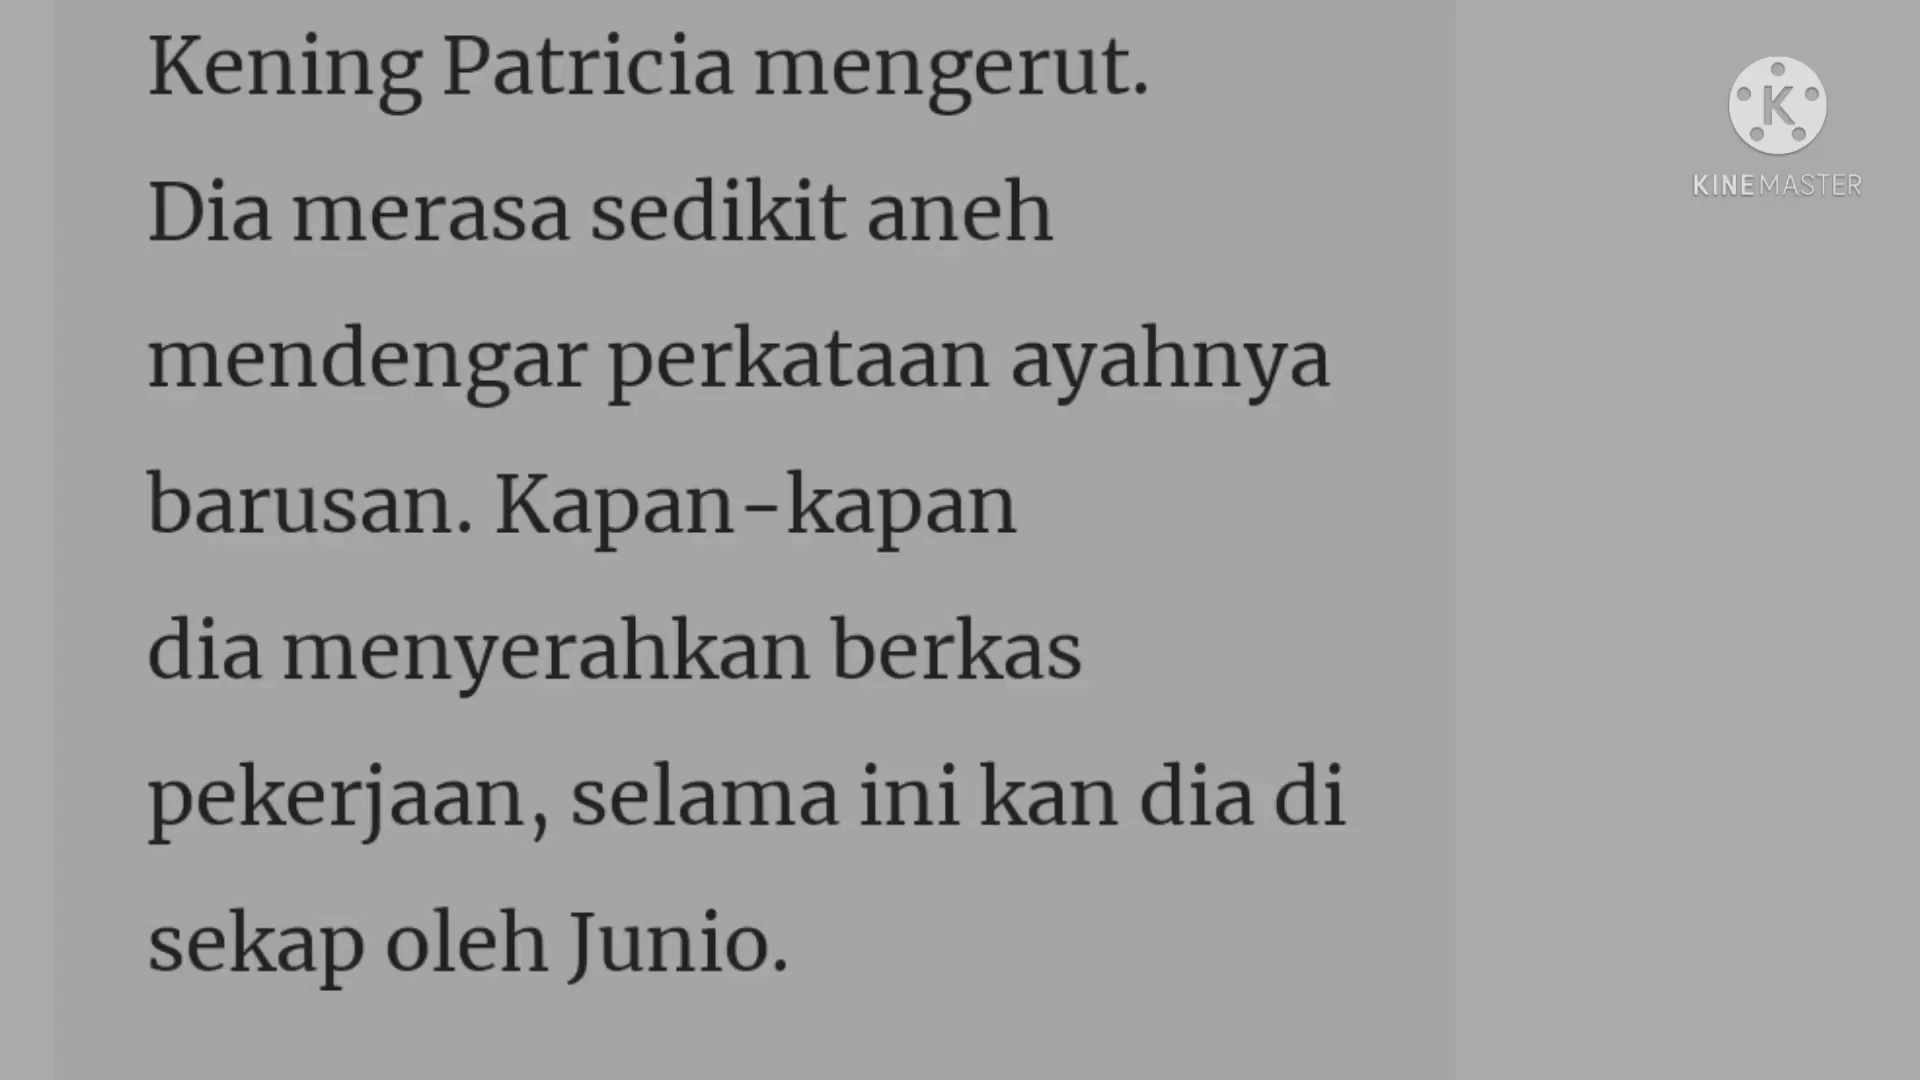 Kening Patricia mengerut.
Dia merasa sedikit aneh
mendengar perkataan ayahnya
barusan. Kapan-kapan
dia menyerahkan berkas
pekerjaan, selama ini kan dia di
sekap oleh Junio.
K
KINEMASTER